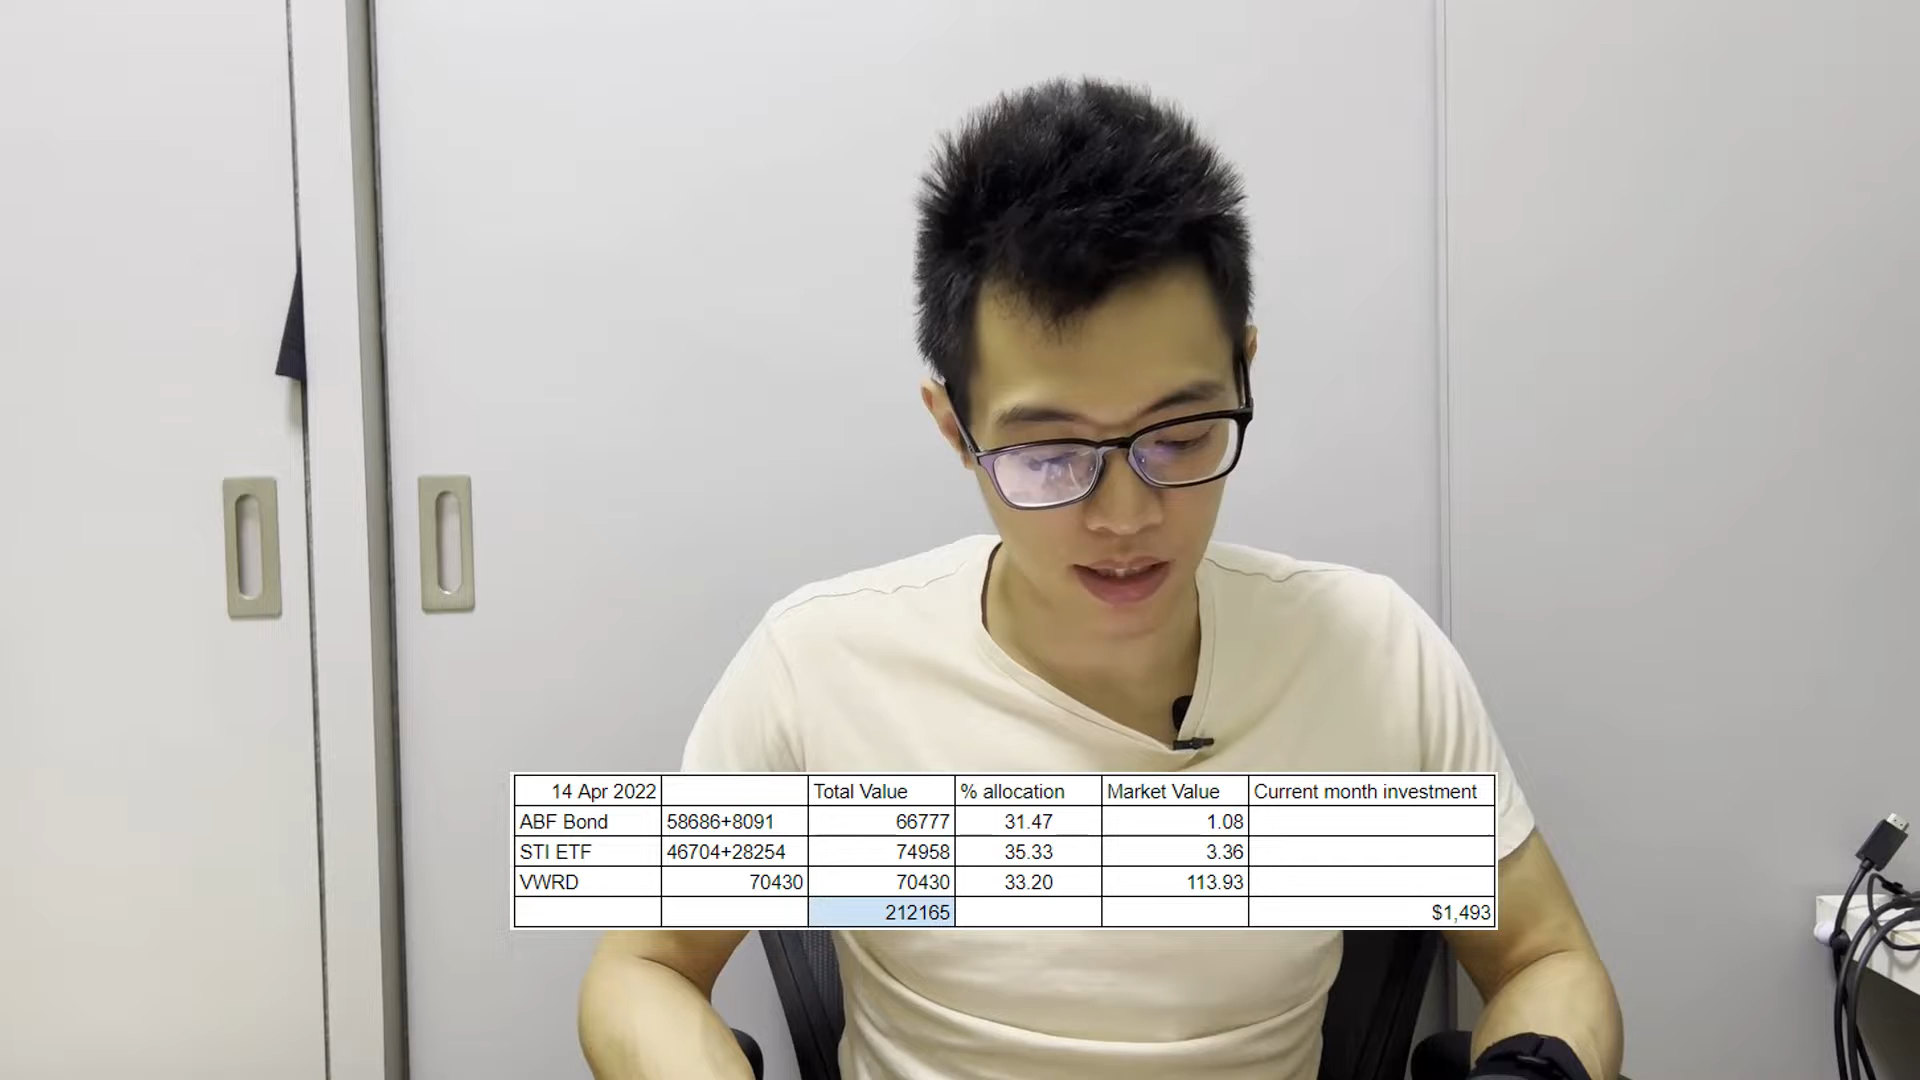 14 Apr 2022 Total Value % allocation Market Value Current month investment
ABF Bond 58686+8091 66777 31.47 1.08
STI ETF 46704+28254 74958 35.33 3.36
VWRD 70430 70430 33.20 113.93
212165 $1,493